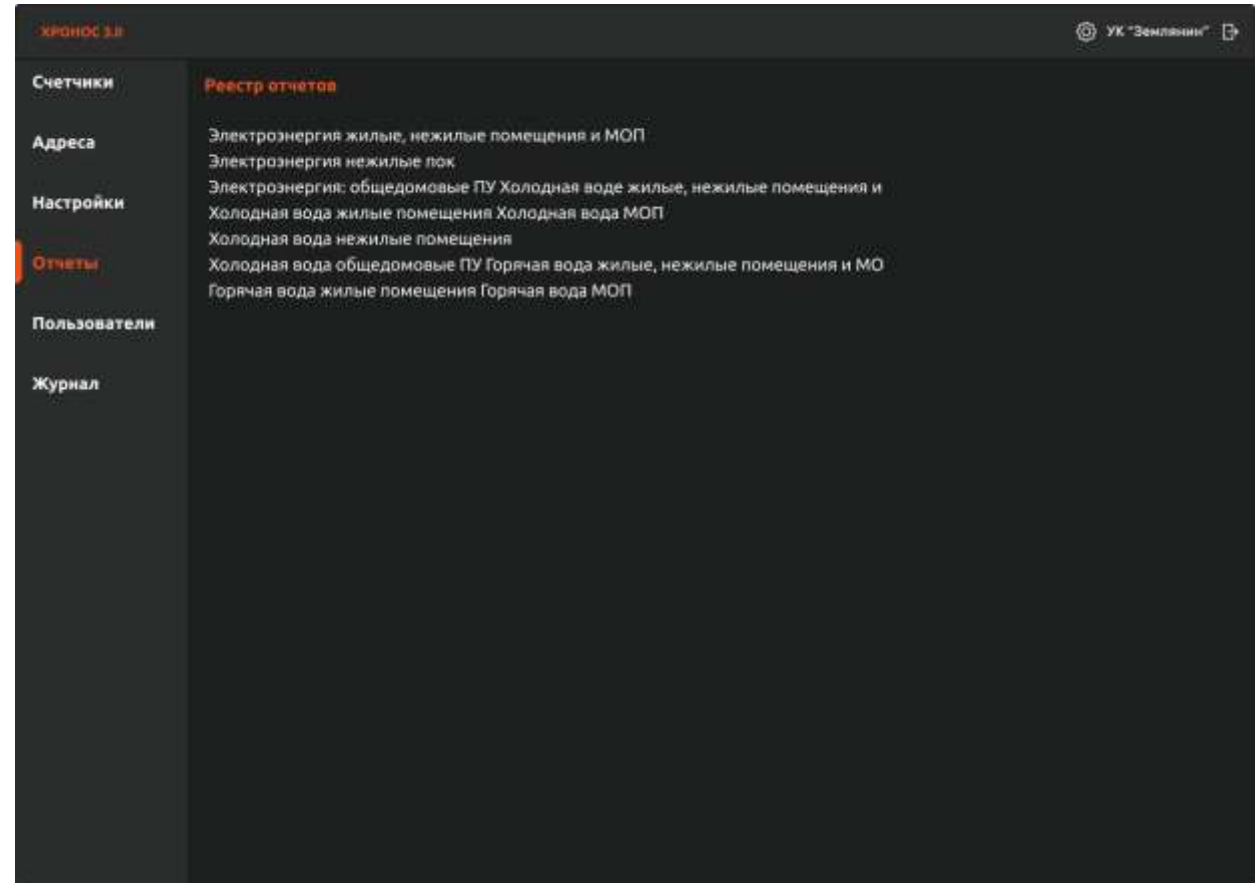 ХРОНОС 3.0
УК "Землянин"
Счетчики
Адреса
Настройки
Отчеты
Пользователи
Журнал
Реестр отчетов
Электроэнергия жилые, нежилые помещения и МОП
Электроэнергия нежилые пок
Электроэнергия: общедомовые ПУ Холодная воде жилые, нежилые помещения и
Холодная вода жилые помещения Холодная вода МОП
Холодная вода нежилые помещения
Холодная вода общедомовые ПУ Горячая вода жилые, нежилые помещения и МО
Горячая вода жилые помещения Горячая вода МОП